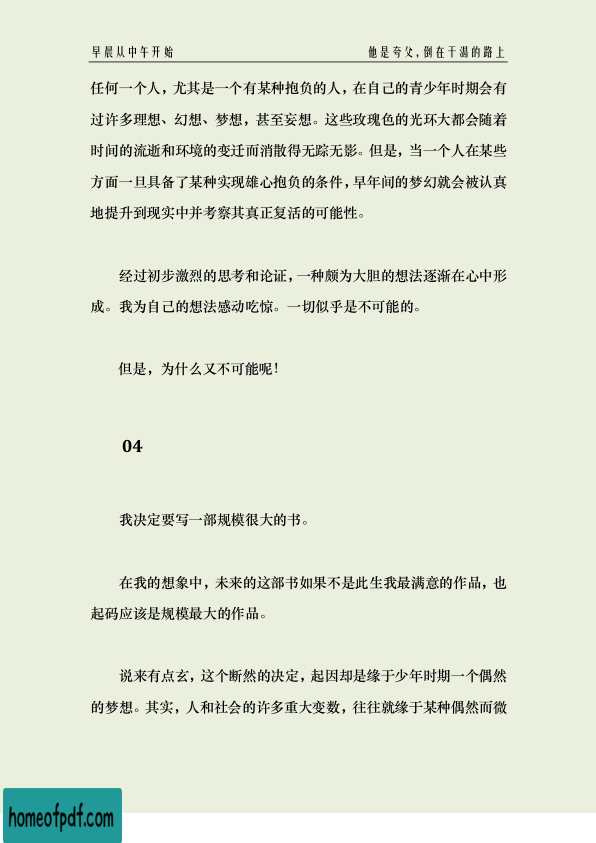 早晨从中午开始 他是夸父，倒在干渴的路上
任何一个人，尤其是一个有某种抱负的人，在自己的青少年时期会有
过许多理想、幻想、梦想，甚至妄想。这些玫瑰色的光环大都会随着
时间的流逝和环境的变迁而消散得无踪无影。但是，当一个人在某些
方面一旦具备了某种实现雄心抱负的条件，早年间的梦幻就会被认真
地提升到现实中并考察其真正复活的可能性。
经过初步激烈的思考和论证，一种颇为大胆的想法逐渐在心中形
成。我为自己的想法感动吃惊。一切似乎是不可能的。
但是，为什么又不可能呢！
04
我决定要写一部规模很大的书。
在我的想象中，未来的这部书如果不是此生我最满意的作品，也
起码应该是规模最大的作品。
说来有点玄，这个断然的决定，起因却是缘于少年时期一个偶然
的梦想。其实，人和社会的许多重大变数，往往就缘于某种偶然而微
homeofpdf.com